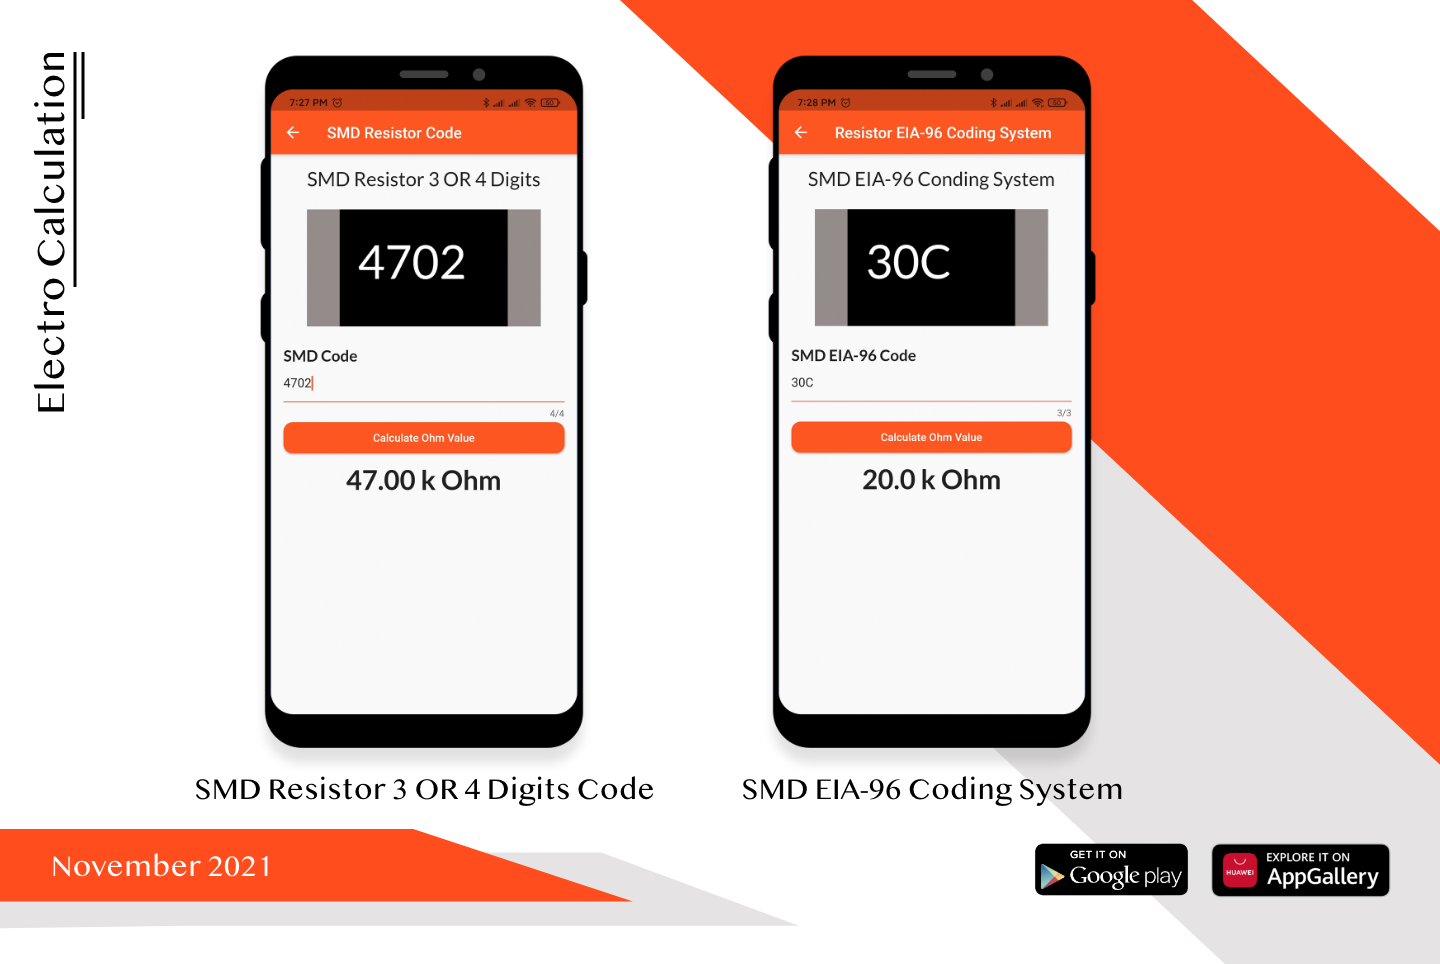 Electro Calculation
7:27 PM
60
SMD Resistor Code
SMD Resistor 3 OR 4 Digits
4702
SMD Code
4702
4/4
Calculate Ohm Value
47.00 k Ohm
SMD Resistor 3 OR 4 Digits Code
7:28 PM
60
Resistor EIA-96 Coding System
SMD EIA-96 Conding System
30C
SMD EIA-96 Code
30C
3/3
Calculate Ohm Value
20.0 k Ohm
SMD EIA-96 Coding System
November 2021
GET IT ON
Google play
HUAWEI
EXPLORE IT ON
AppGallery